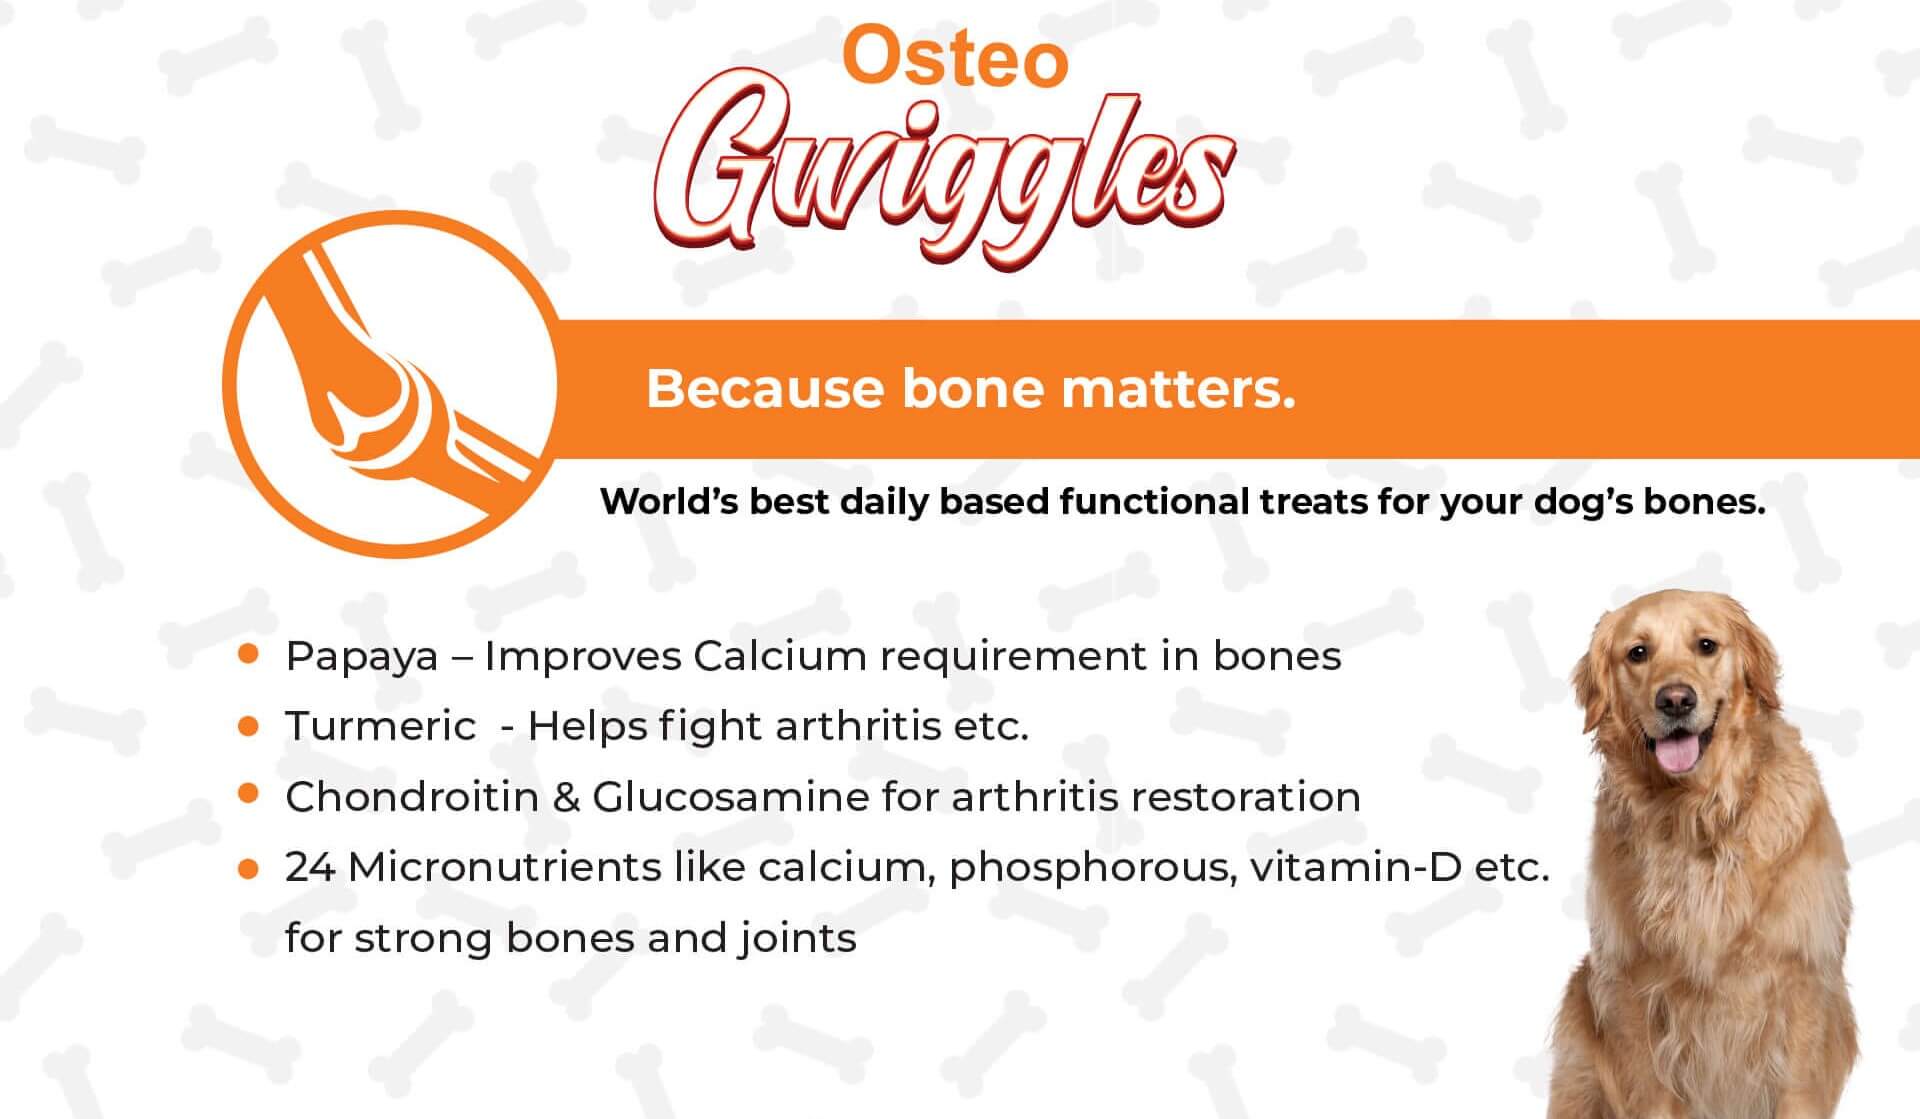 Osteo
Gwiggles
Because bone matters.
World’s best daily based functional treats for your dog’s bones.
Papaya – Improves Calcium requirement in bones
Turmeric - Helps fight arthritis etc.
Chondroitin & Glucosamine for arthritis restoration
24 Micronutrients like calcium, phosphorous, vitamin-D etc.
for strong bones and joints